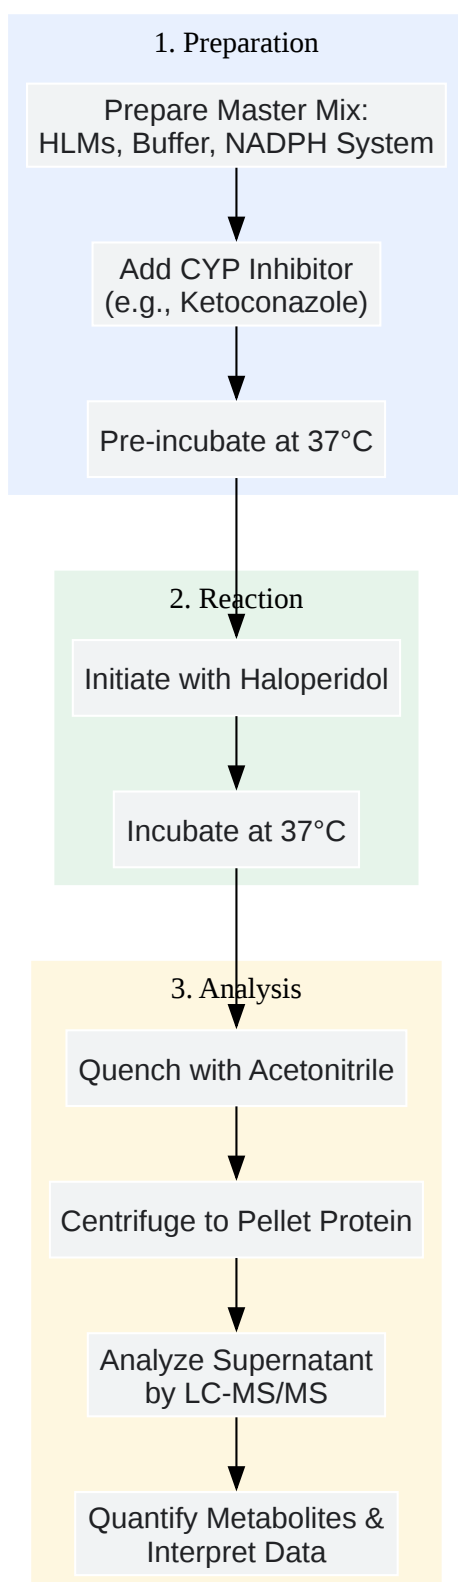 1. Preparation
Prepare Master Mix:
HLMs, Buffer, NADPH System
Add CYP Inhibitor
(e.g., Ketoconazole)
Pre-incubate at 37°C
2. Reaction
Initiate with Haloperidol
Incubate at 37°C
3. Analysis
Quench with Acetonitrile
Centrifuge to Pellet Protein
Analyze Supernatant
by LC-MS/MS
Quantify Metabolites &
Interpret Data